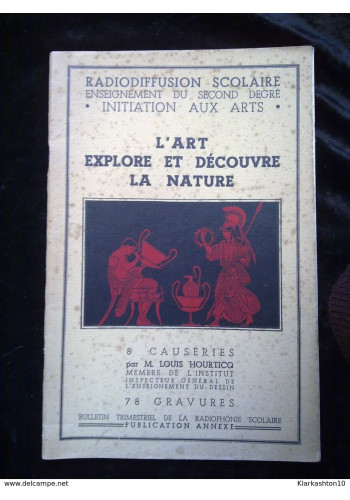 RADIODIFFUSION SCOLAIRE
ENSEIGNEMENT DU SECOND DEGRÉ
• INITIATION AUX ARTS •
L'ART
EXPLORE ET DÉCOUVRE
LA NATURE
8 CAUSERIES
par M. LOUIS HOURTICQ
MEMBRE DE L'INSTITUT
INSPECTEUR GÉNÉRAL DE
L'ENSEIGNEMENT DU DESSIN
78 GRAVURES
BULLETIN TRIMESTRIEL DE LA RADIOPHONIE SCOLAIRE
PUBLICATION ANNEXE
delcampe.net
Klarkashton10